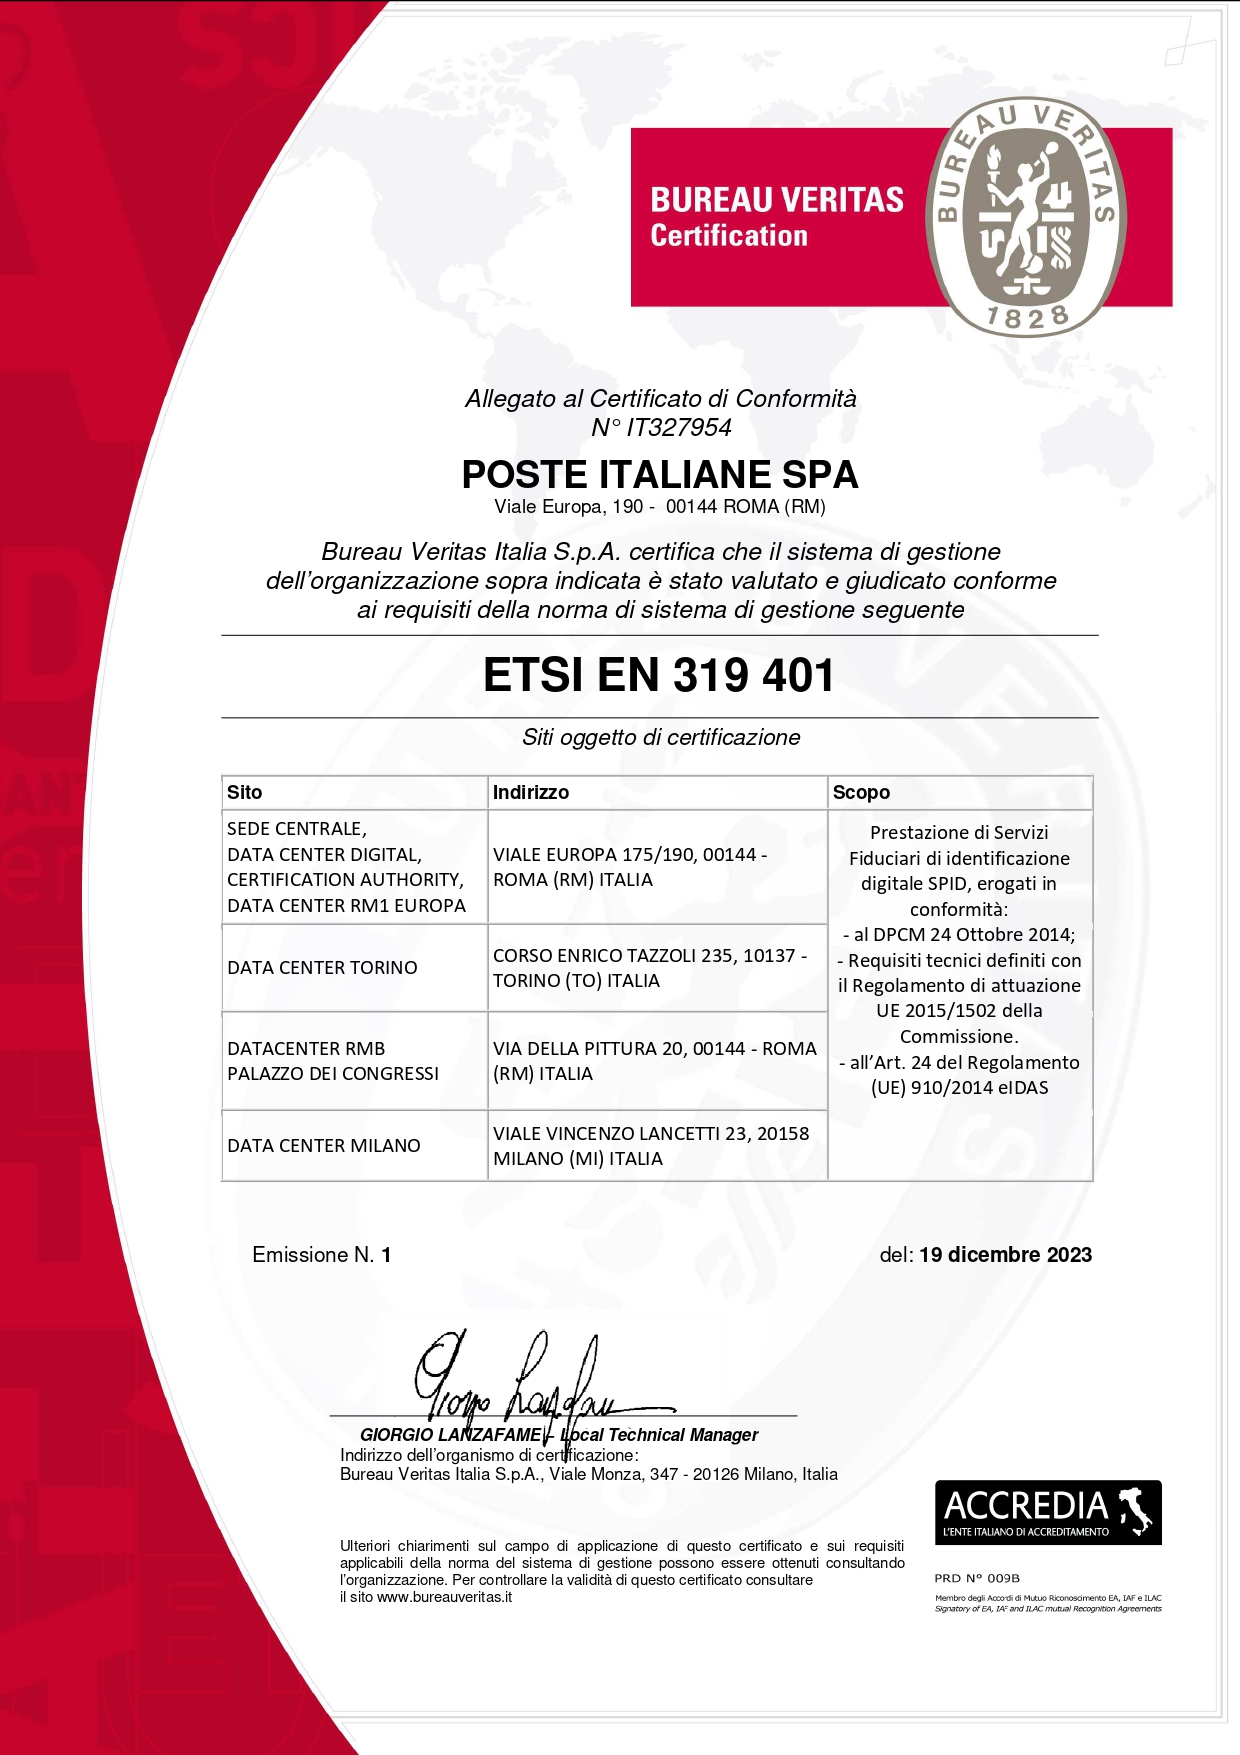 BUREAU VERITAS
Certification
BUREAU VERITAS
1828
Allegato al Certificato di Conformità
N° IT327954
POSTE ITALIANE SPA
Viale Europa, 190 - 00144 ROMA (RM)
Bureau Veritas Italia S.p.A. certifica che il sistema di gestione
dell'organizzazione sopra indicata è stato valutato e giudicato conforme
ai requisiti della norma di sistema di gestione seguente
ETSI EN 319 401
Siti oggetto di certificazione
Sito Indirizzo Scopo
SEDE CENTRALE,
DATA CENTER DIGITAL,
CERTIFICATION AUTHORITY,
DATA CENTER RM1 EUROPA
VIALE EUROPA 175/190, 00144 -
ROMA (RM) ITALIA
DATA CENTER TORINO
CORSO ENRICO TAZZOLI 235, 10137 -
TORINO (TO) ITALIA
DATACENTER RMB
PALAZZO DEI CONGRESSI
VIA DELLA PITTURA 20, 00144 - ROMA
(RM) ITALIA
DATA CENTER MILANO
VIALE VINCENZO LANCETTI 23, 20158
MILANO (MI) ITALIA
Prestazione di Servizi
Fiduciari di identificazione
digitale SPID, erogati in
conformità:
- al DPCM 24 Ottobre 2014;
- Requisiti tecnici definiti con
il Regolamento di attuazione
UE 2015/1502 della
Commissione.
- all'Art. 24 del Regolamento
(UE) 910/2014 eIDAS
Emissione N. 1 del: 19 dicembre 2023
GIORGIO LANZAFAME – Local Technical Manager
Indirizzo dell'organismo di certificazione:
Bureau Veritas Italia S.p.A., Viale Monza, 347 - 20126 Milano, Italia
Ulteriori chiarimenti sul campo di applicazione di questo certificato e sui requisiti
applicabili della norma del sistema di gestione possono essere ottenuti consultando
l'organizzazione. Per controllare la validità di questo certificato consultare
il sito www.bureauveritas.it
ACCREDIA
L'ENTE ITALIANO DI ACCREDITAMENTO
PRD N° 009B
Membro degli Accordi di Mutuo Riconoscimento EA, IAF e ILAC
Signatory of EA, IAF and ILAC mutual Recognition Agreements